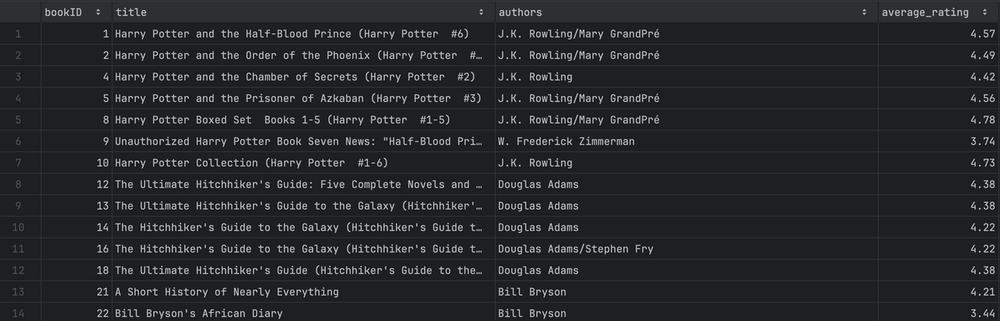 bookID title authors average_rating
1 1 Harry Potter and the Half-Blood Prince (Harry Potter  #6) J.K. Rowling/Mary GrandPré 4.57
2 2 Harry Potter and the Order of the Phoenix (Harry Potter  #… J.K. Rowling/Mary GrandPré 4.49
3 4 Harry Potter and the Chamber of Secrets (Harry Potter  #2) J.K. Rowling 4.42
4 5 Harry Potter and the Prisoner of Azkaban (Harry Potter  #3) J.K. Rowling/Mary GrandPré 4.56
5 8 Harry Potter Boxed Set  Books 1-5 (Harry Potter  #1-5) J.K. Rowling/Mary GrandPré 4.78
6 9 Unauthorized Harry Potter Book Seven News: "Half-Blood Pri… W. Frederick Zimmerman 3.74
7 10 Harry Potter Collection (Harry Potter  #1-6) J.K. Rowling 4.73
8 12 The Ultimate Hitchhiker's Guide: Five Complete Novels and … Douglas Adams 4.38
9 13 The Ultimate Hitchhiker's Guide to the Galaxy (Hitchhiker'… Douglas Adams 4.38
10 14 The Hitchhiker's Guide to the Galaxy (Hitchhiker's Guide t… Douglas Adams 4.22
11 16 The Hitchhiker's Guide to the Galaxy (Hitchhiker's Guide t… Douglas Adams/Stephen Fry 4.22
12 18 The Ultimate Hitchhiker's Guide (Hitchhiker's Guide to the… Douglas Adams 4.38
13 21 A Short History of Nearly Everything Bill Bryson 4.21
14 22 Bill Bryson's African Diary Bill Bryson 3.44